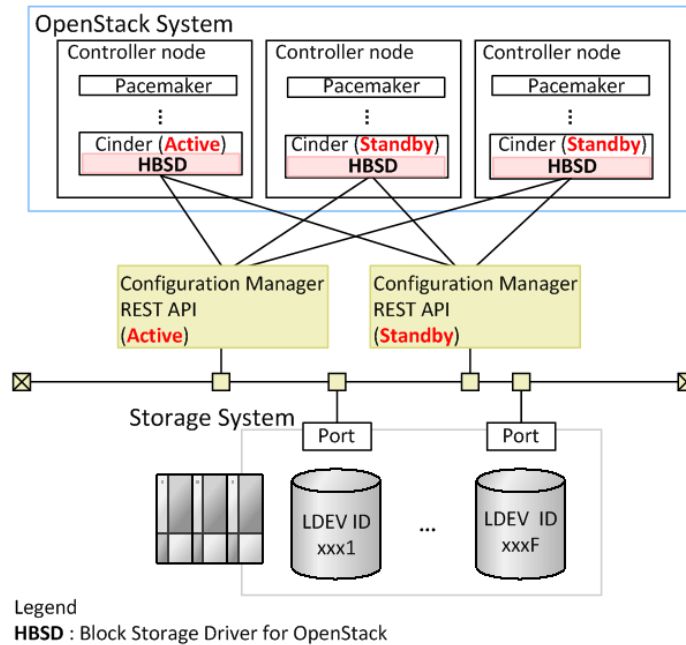 OpenStack System
Controller node
Pacemaker
⋮
Cinder (Active)
HBSD
Controller node
Pacemaker
⋮
Cinder (Standby)
HBSD
Controller node
Pacemaker
⋮
Cinder (Standby)
HBSD
Configuration Manager
REST API
(Active)
Configuration Manager
REST API
(Standby)
Storage System
Port
Port
LDEV ID
xxx1
...
LDEV ID
xxxF
Legend
HBSD : Block Storage Driver for OpenStack